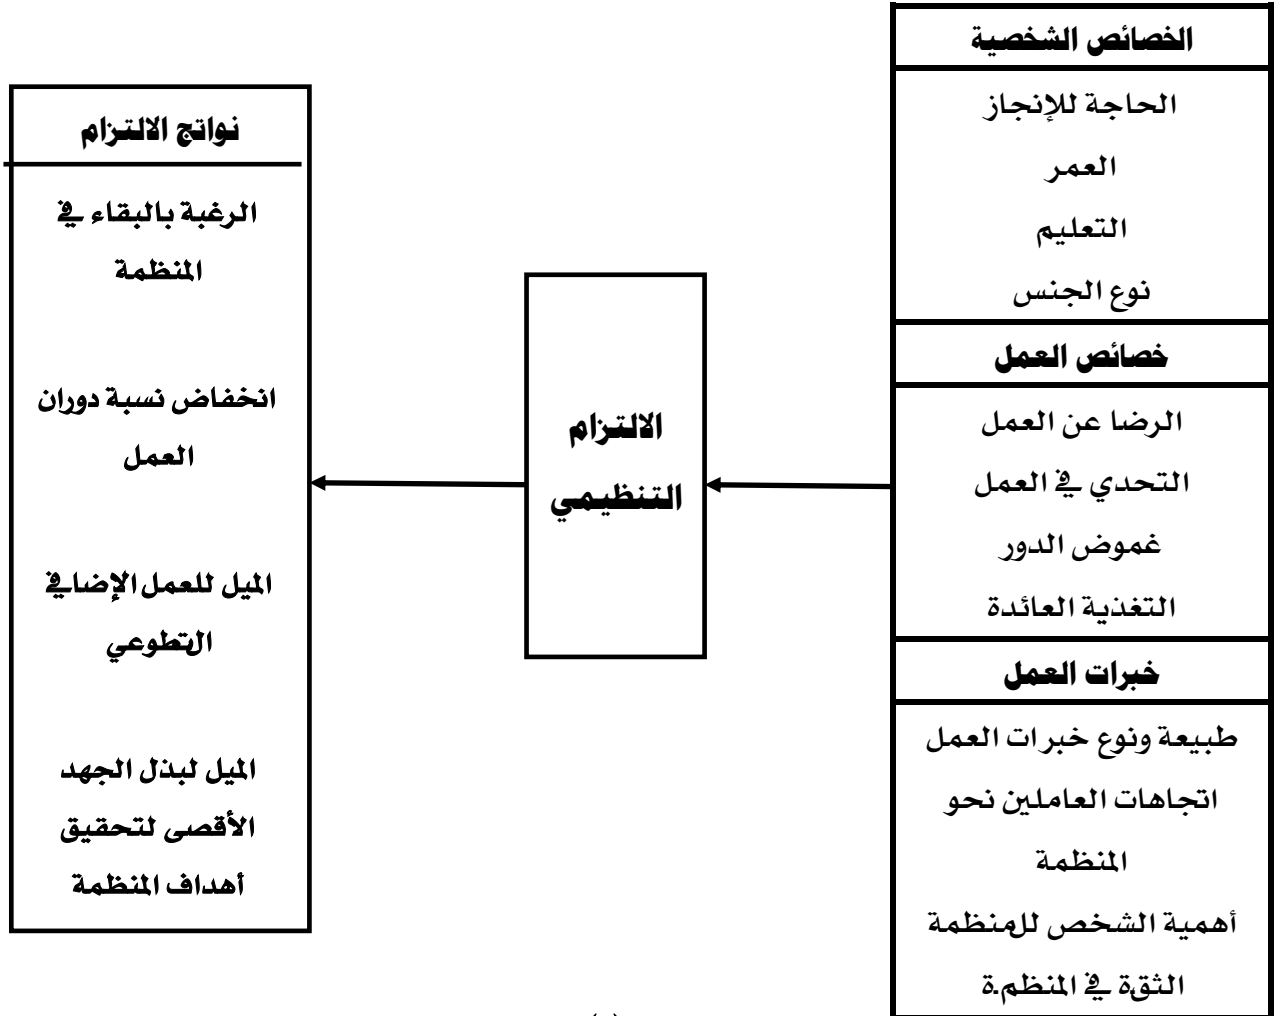 الخصائص الشخصية
الحاجة للإنجاز
العمر
التعليم
نوع الجنس
خصائص العمل
الرضا عن العمل
التحدي في العمل
غموض الدور
التغذية العائدة
خبرات العمل
طبيعة ونوع خبرات العمل
اتجاهات العاملين نحو
المنظمة
أهمية الشخص للمنظمة
الثقة في المنظمة
الالتزام
التنظيمي
نواتج الالتزام
الرغبة بالبقاء في
المنظمة
انخفاض نسبة دوران
العمل
الميل للعمل الإضافي
التطوعي
الميل لبذل الجهد
الأقصى لتحقيق
أهداف المنظمة